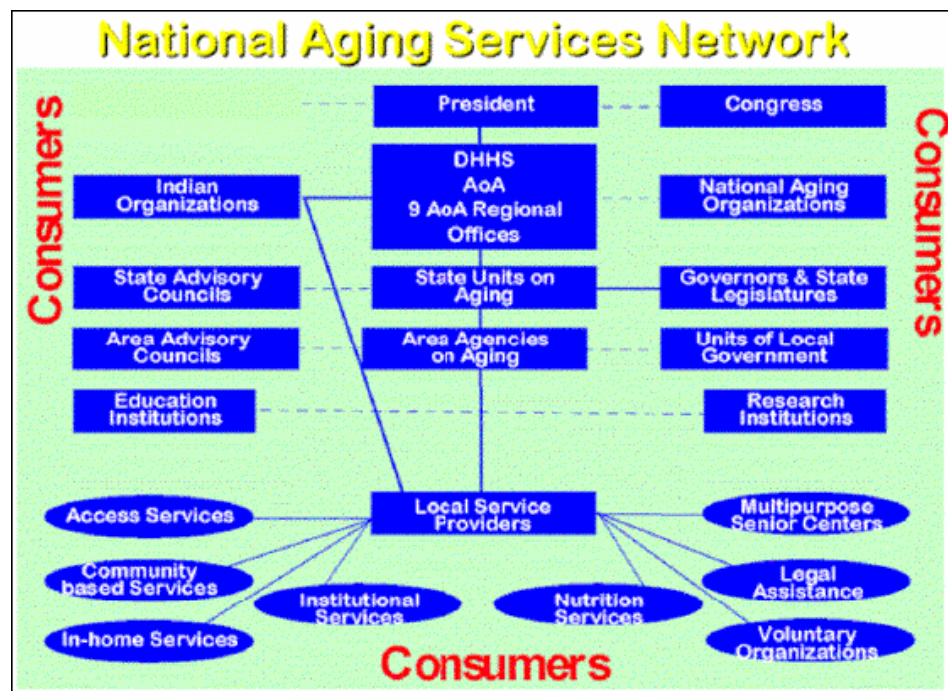 National Aging Services Network
Consumers
Consumers
President
Congress
DHHS
AoA
9 AoA Regional
Offices
Indian
Organizations
National Aging
Organizations
State Advisory
Councils
State Units on
Aging
Governors & State
Legislatures
Area Advisory
Councils
Area Agencies
on Aging
Units of Local
Government
Education
Institutions
Research
Institutions
Local Service
Providers
Access Services
Multipurpose
Senior Centers
Community
based Services
Legal
Assistance
Institutional
Services
Nutrition
Services
In-home Services
Voluntary
Organizations
Consumers